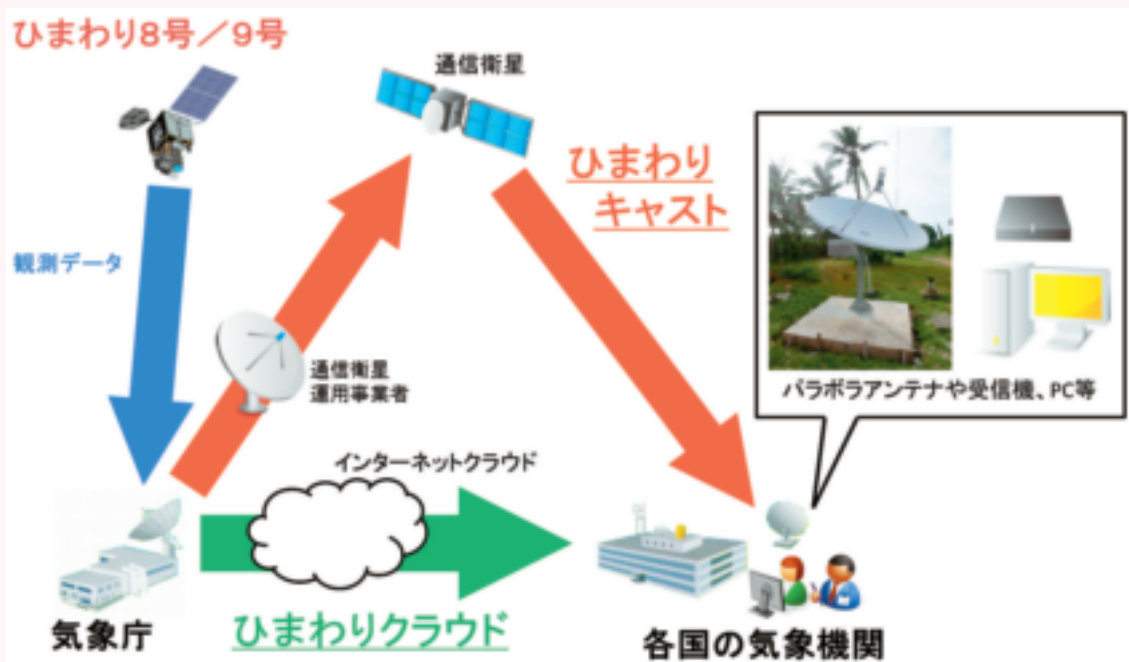 ひまわり8号／9号
通信衛星
ひまわり
キャスト
観測データ
通信衛星
運用事業者
パラボラアンテナや受信機、PC等
インターネットクラウド
気象庁
ひまわりクラウド
各国の気象機関